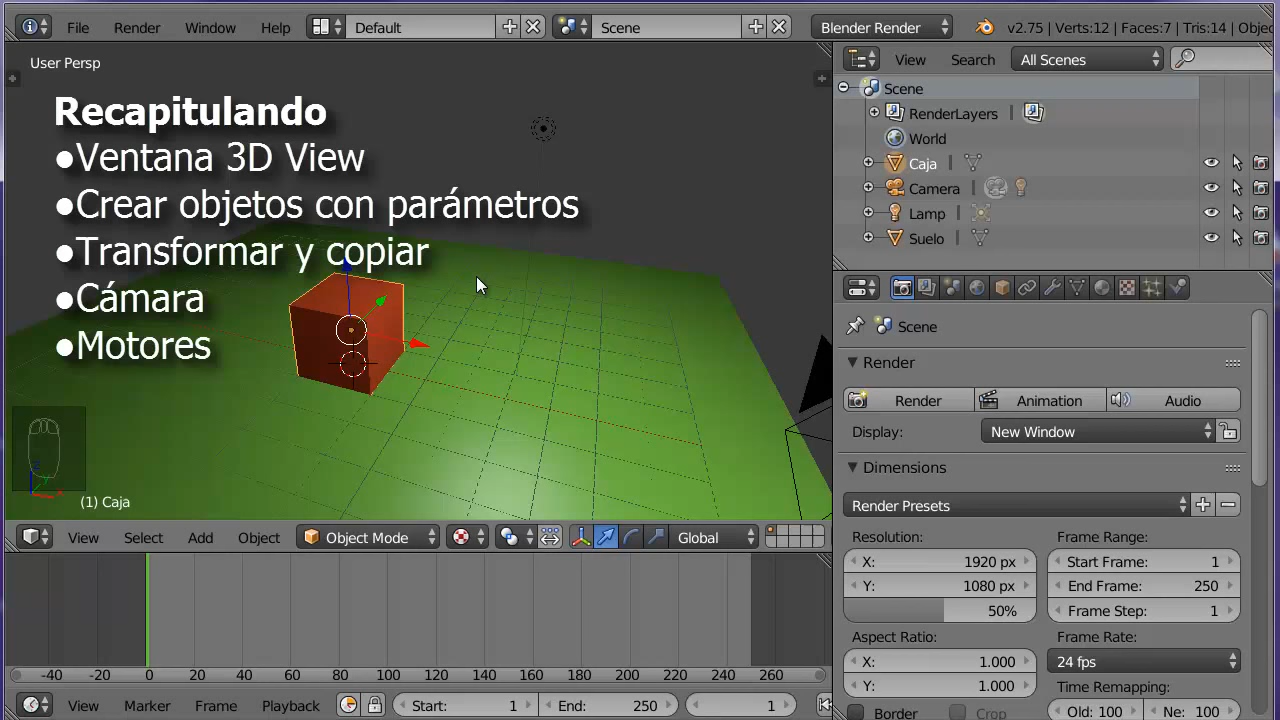 File Render Window Help Default Scene Blender Render v2.75 | Verts:12 | Faces:7 | Tris:14 |
User Persp
Recapitulando
●Ventana 3D View
●Crear objetos con parámetros
●Transformar y copiar
●Cámara
●Motores
(1) Caja
View Select Add Object Object Mode Global
-40 -20 0 20 40 60 80 100 120 140 160 180 200 220 240 260
View Marker Frame Playback Start: 1 End: 250 1
View Search All Scenes
Scene
RenderLayers
World
Caja
Camera
Lamp
Suelo
Scene
Render
Render Animation Audio
Display: New Window
Dimensions
Render Presets
Resolution: Frame Range:
X: 1920 px Start Frame: 1
Y: 1080 px End Frame: 250
50% Frame Step: 1
Aspect Ratio: Frame Rate:
X: 1.000 24 fps
Y: 1.000 Time Remapping:
Border Crop Old: 100 Ne: 100